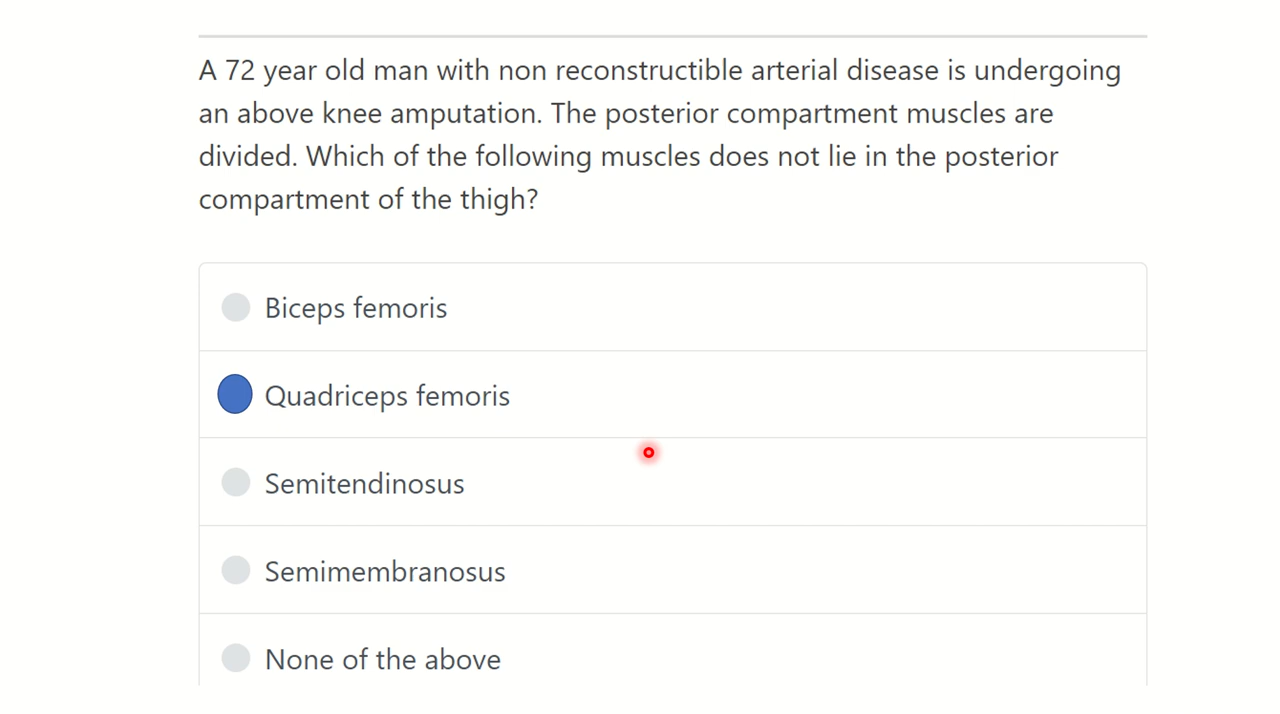 A 72 year old man with non reconstructible arterial disease is undergoing
an above knee amputation. The posterior compartment muscles are
divided. Which of the following muscles does not lie in the posterior
compartment of the thigh?
Biceps femoris
Quadriceps femoris
Semitendinosus
Semimembranosus
None of the above